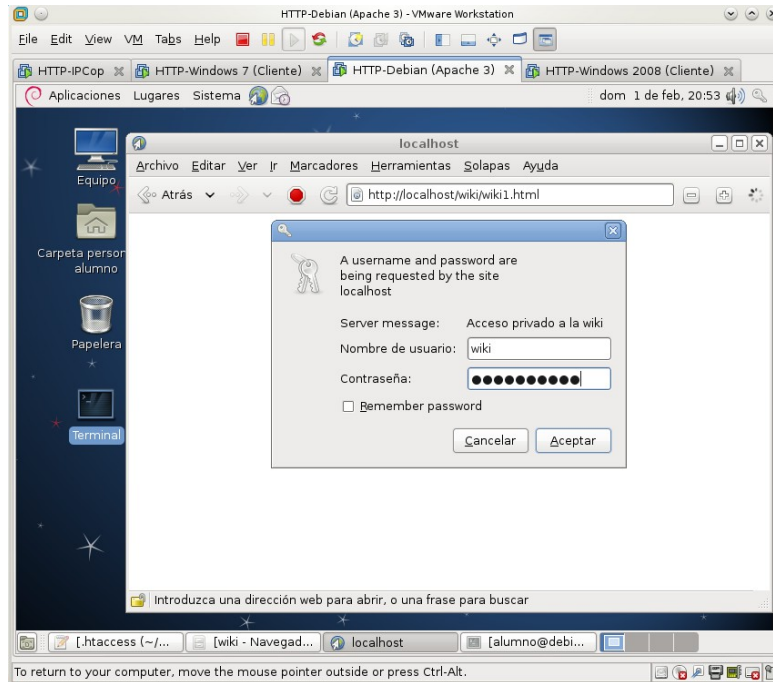 HTTP-Debian (Apache 3) - VMware Workstation
File Edit View VM Tabs Help
HTTP-IPCop HTTP-Windows 7 (Cliente) HTTP-Debian (Apache 3) HTTP-Windows 2008 (Cliente)
Aplicaciones Lugares Sistema dom 1 de feb, 20:53
localhost
Archivo Editar Ver Ir Marcadores Herramientas Solapas Ayuda
Atrás http://localhost/wiki/wiki1.html
Equipo
Carpeta person
alumno
Papelera
Terminal
A username and password are
being requested by the site
localhost
Server message: Acceso privado a la wiki
Nombre de usuario: wiki
Contraseña: ●●●●●●●●●●
Remember password
Cancelar Aceptar
Introduzca una dirección web para abrir, o una frase para buscar
[.htaccess (~/... [wiki - Navegad... localhost [alumno@debi...
To return to your computer, move the mouse pointer outside or press Ctrl-Alt.